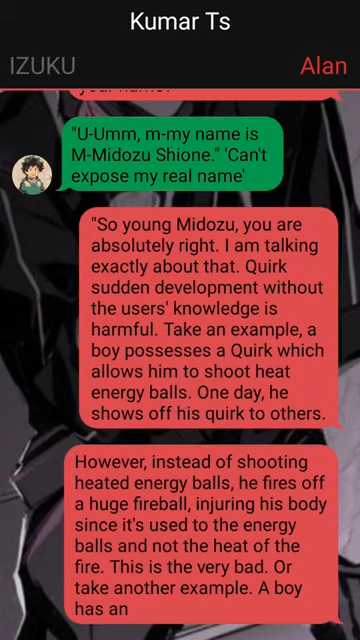 Kumar Ts
IZUKU
Alan
your name?
"U-Umm, m-my name is
M-Midozu Shione." 'Can't
expose my real name'
"So young Midozu, you are
absolutely right. I am talking
exactly about that. Quirk
sudden development without
the users' knowledge is
harmful. Take an example, a
boy possesses a Quirk which
allows him to shoot heat
energy balls. One day, he
shows off his quirk to others.
However, instead of shooting
heated energy balls, he fires off
a huge fireball, injuring his body
since it's used to the energy
balls and not the heat of the
fire. This is the very bad. Or
take another example. A boy
has an